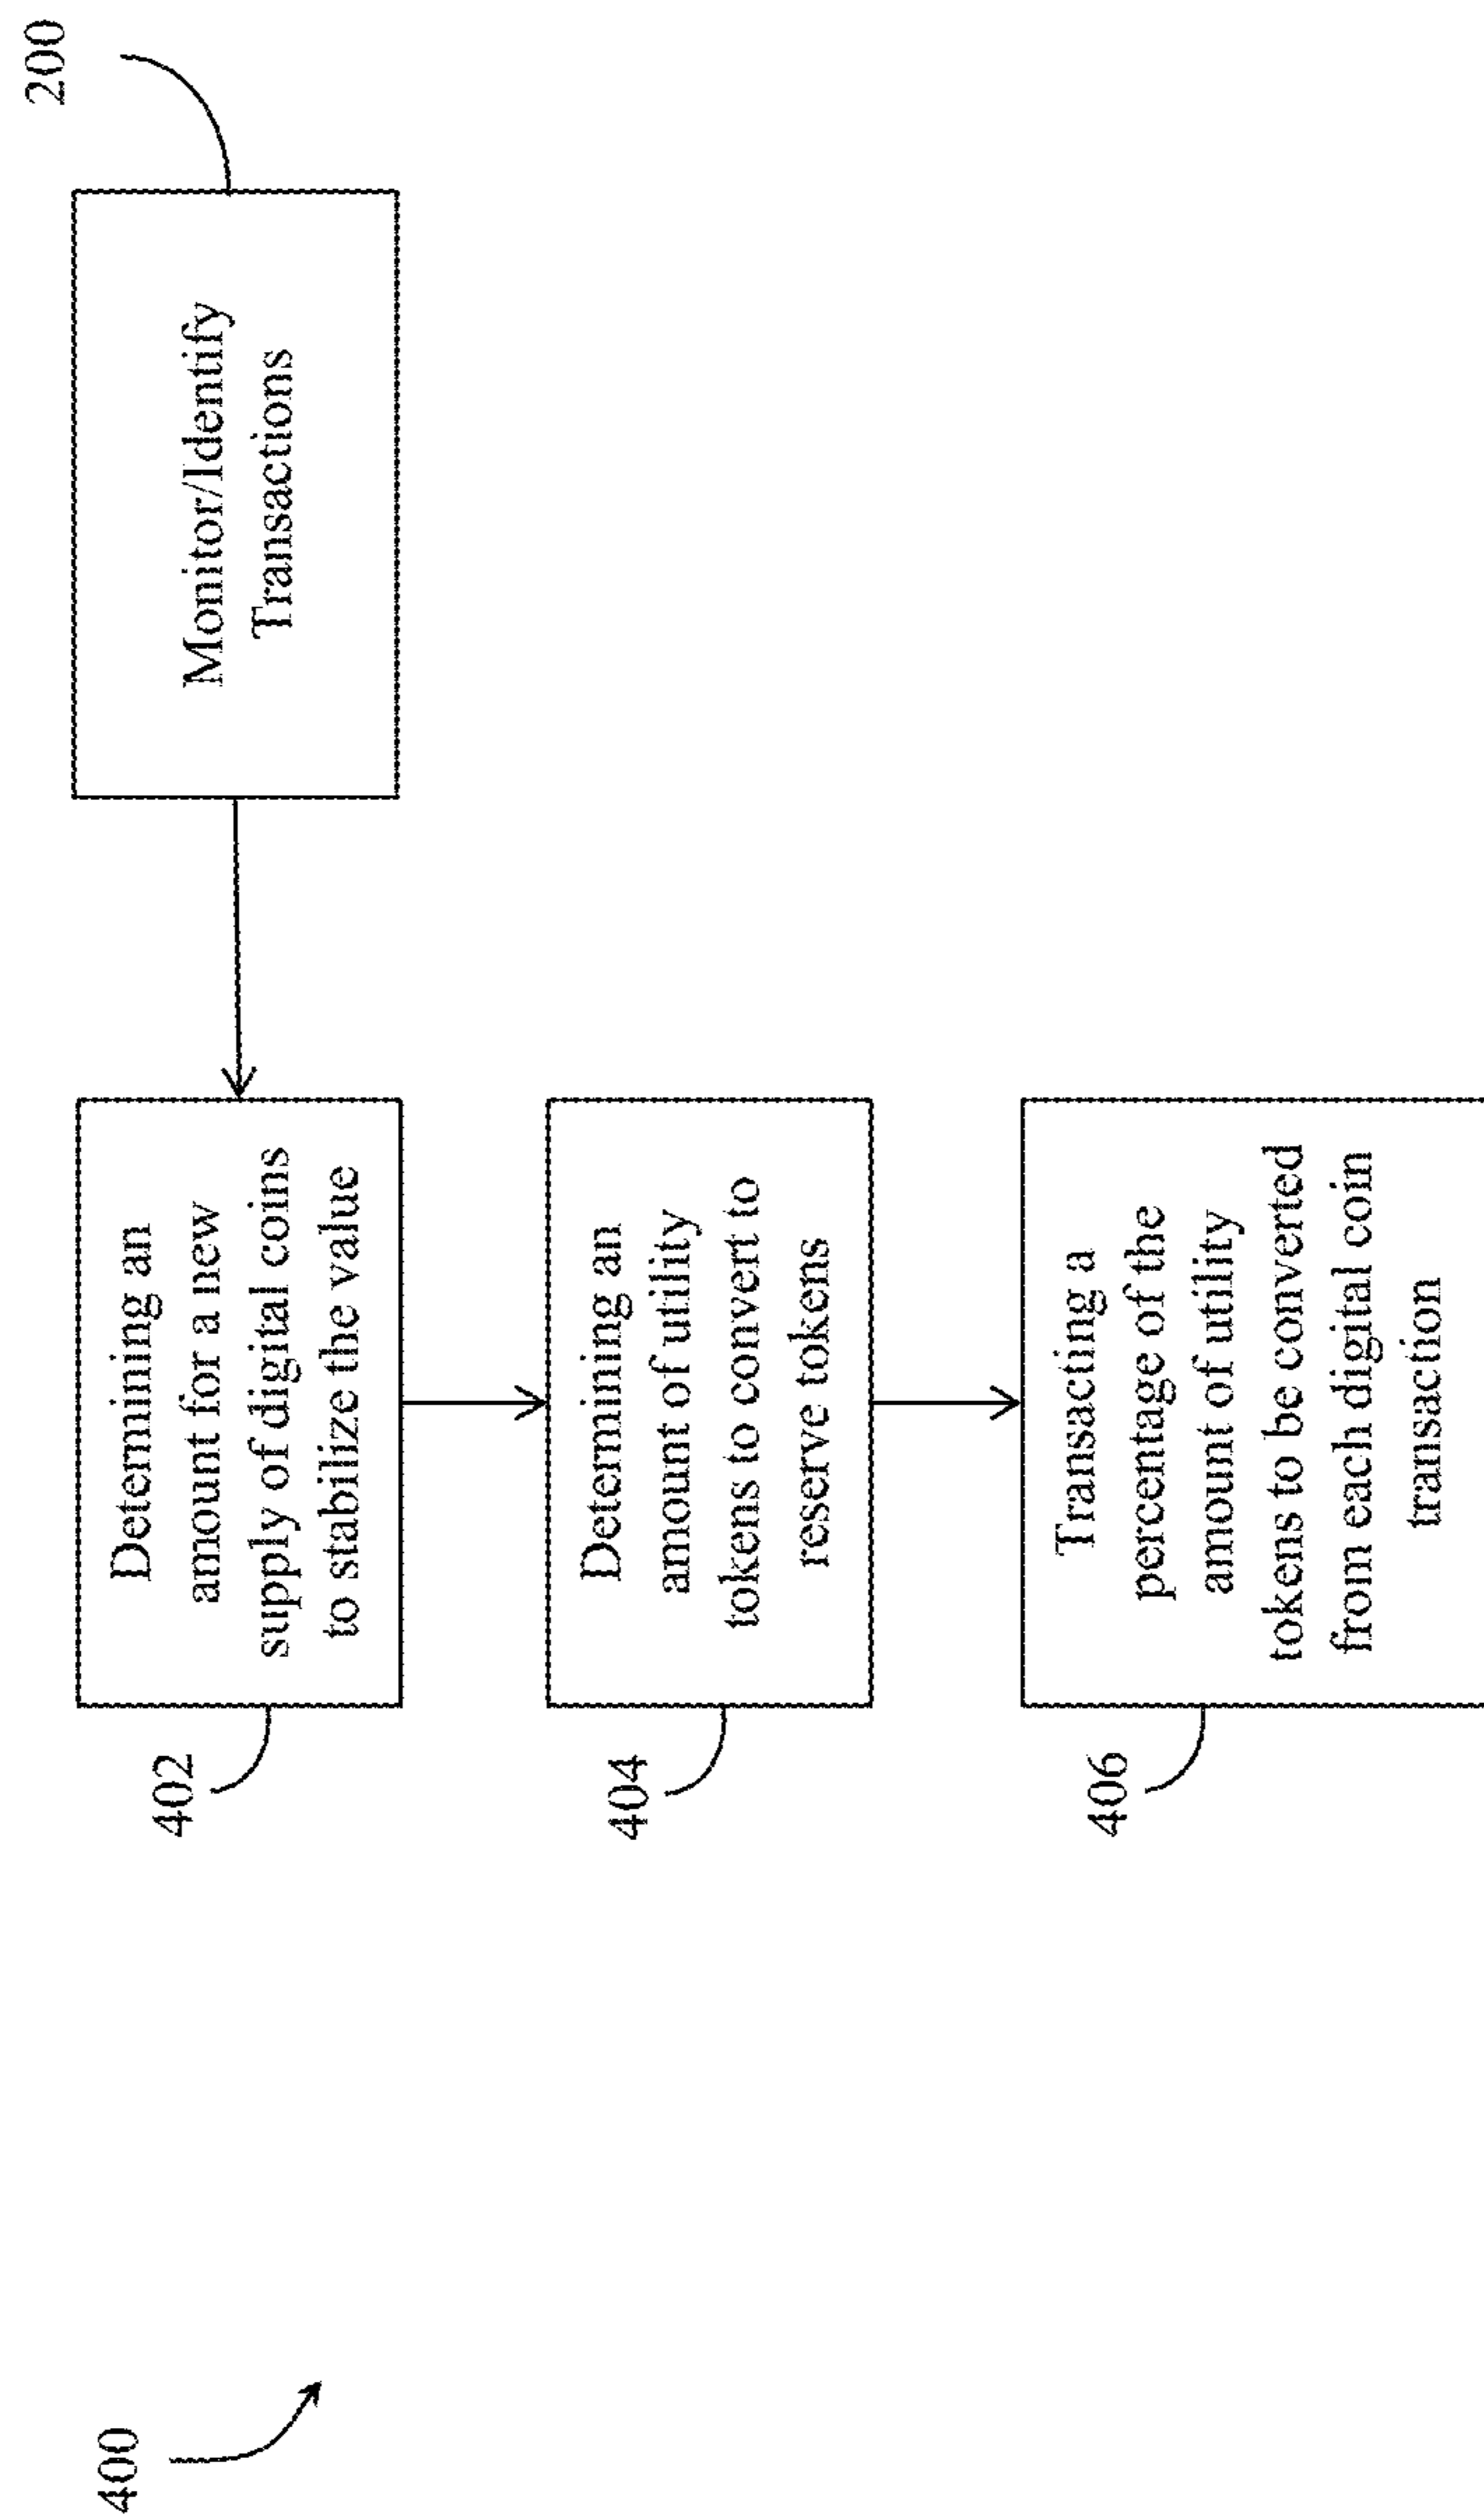 400
200
402
Determining an
amount for a new
supply of digital coins
to stabilize the value
Monitor/Identify
Transactions
404
Determining an
amount of utility
tokens to convert to
reserve tokens
406
Transacting a
percentage of the
amount of utility
tokens to be converted
from each digital coin
transaction